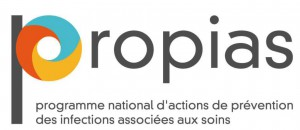 propias
programme national d'actions de prévention
des infections associées aux soins